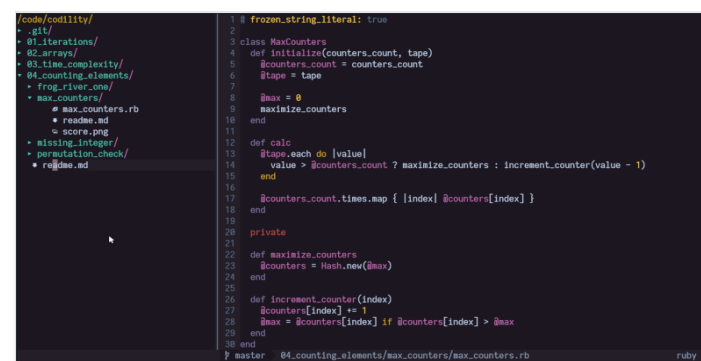 /code/codility/
▸ .git/
▸ 01_iterations/
▸ 02_arrays/
▸ 03_time_complexity/
▾ 04_counting_elements/
▸ frog_river_one/
▾ max_counters/
max_counters.rb
readme.md
score.png
▸ missing_integer/
▸ permutation_check/
readme.md
1 # frozen_string_literal: true
2
3 class MaxCounters
4 def initialize(counters_count, tape)
5 @counters_count = counters_count
6 @tape = tape
7
8 @max = 0
9 maximize_counters
10 end
11
12 def calc
13 @tape.each do |value|
14 value > @counters_count ? maximize_counters : increment_counter(value - 1)
15 end
16
17 @counters_count.times.map { |index| @counters[index] }
18 end
19
20 private
21
22 def maximize_counters
23 @counters = Hash.new(@max)
24 end
25
26 def increment_counter(index)
27 @counters[index] += 1
28 @max = @counters[index] if @counters[index] > @max
29 end
30 end
master 04_counting_elements/max_counters/max_counters.rb ruby